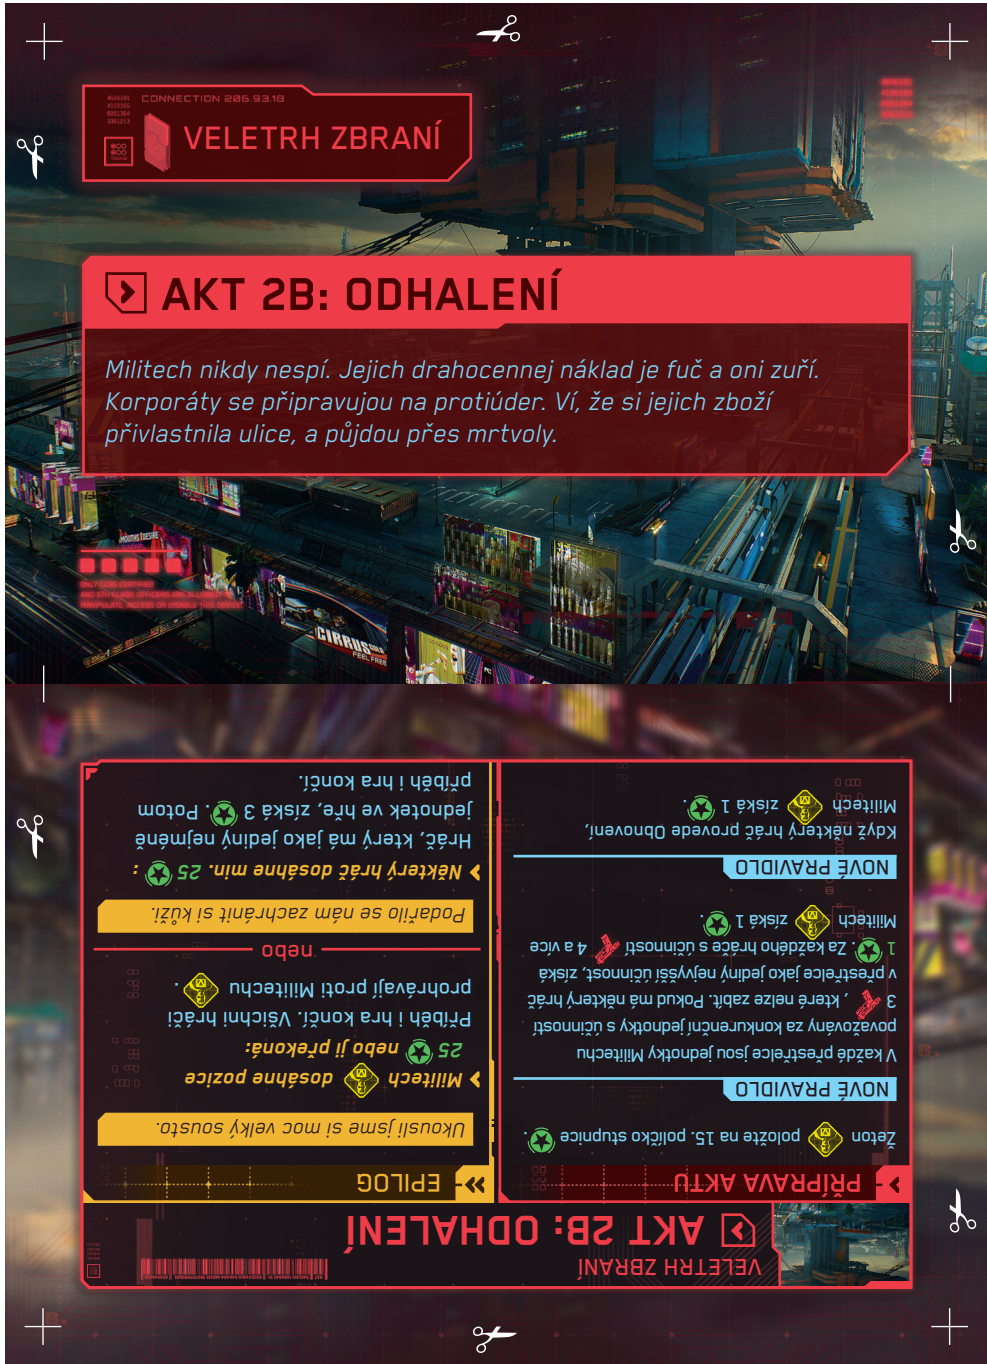 CONNECTION 206.93.18
VELETRH ZBRANÍ
AKT 2B: ODHALENÍ
Militech nikdy nespí. Jejich drahocennej náklad je fuč a oni zuří.
Korporáty se připravujou na protiúder. Ví, že si jejich zboží
přivlastnila ulice, a půjdou přes mrtvoly.
CIRRUS
FEEL FREE
VELETRH ZBRANÍ
AKT 2B: ODHALENÍ
PŘÍPRAVA AKTU
Žeton položte na 15. políčko stupnice .
NOVÉ PRAVIDLO
V každé přestřelce jsou jednotky Militechu
považovány za konkurenční jednotky s účinností
3 , které nelze zabít. Pokud má některý hráč
v přestřelce jako jediný nejvyšší účinnost, získá
1 . Za každého hráče s účinností 4 a více
Militech získá 1 .
NOVÉ PRAVIDLO
Když některý hráč provede Obnovení,
Militech získá 1 .
EPILOG
Ukousli jsme si moc velký sousto.
Militech dosáhne pozice
25 nebo ji překoná:
Příběh i hra končí. Všichni hráči
prohrávají proti Militechu .
nebo
Podařilo se nám zachránit si kůži.
Některý hráč dosáhne min. 25 :
Hráč, který má jako jediný nejméně
jednotek ve hře, získá 3 . Potom
příběh i hra končí.